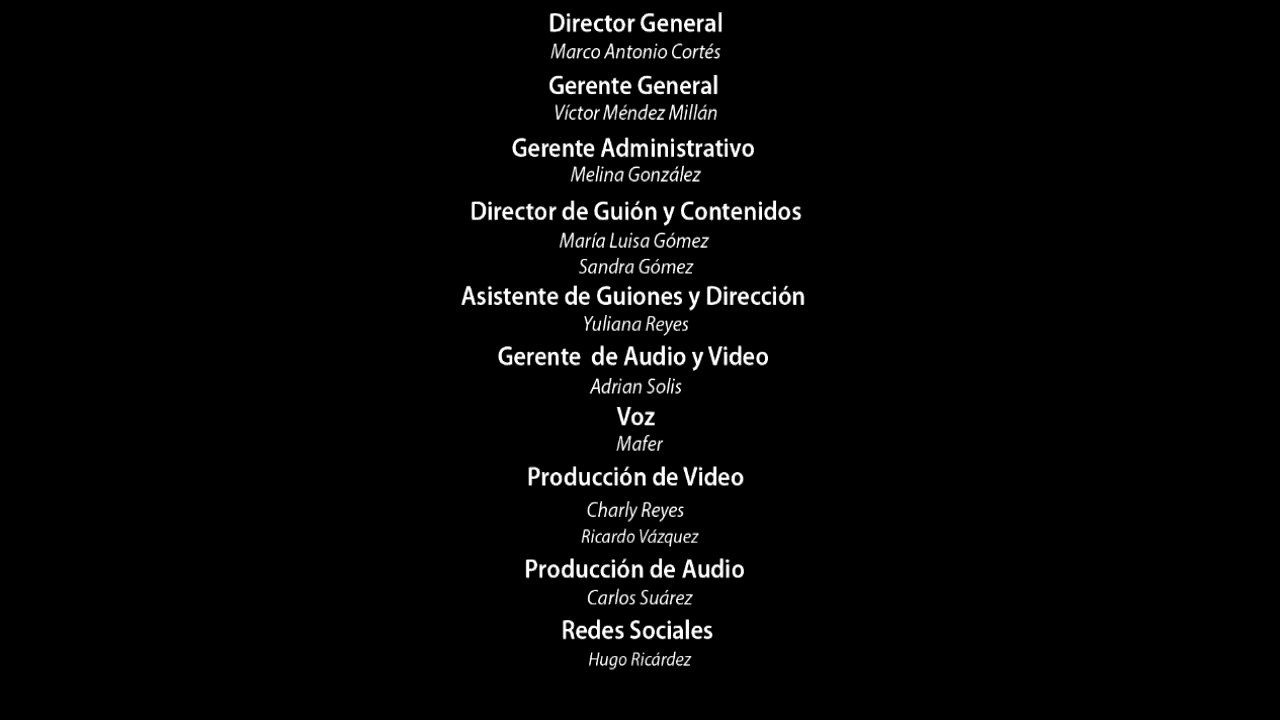 Director General
Marco Antonio Cortés
Gerente General
Víctor Méndez Millán
Gerente Administrativo
Melina González
Director de Guión y Contenidos
María Luisa Gómez
Sandra Gómez
Asistente de Guiones y Dirección
Yuliana Reyes
Gerente  de Audio y Video
Adrian Solis
Voz
Mafer
Producción de Video
Charly Reyes
Ricardo Vázquez
Producción de Audio
Carlos Suárez
Redes Sociales
Hugo Ricárdez